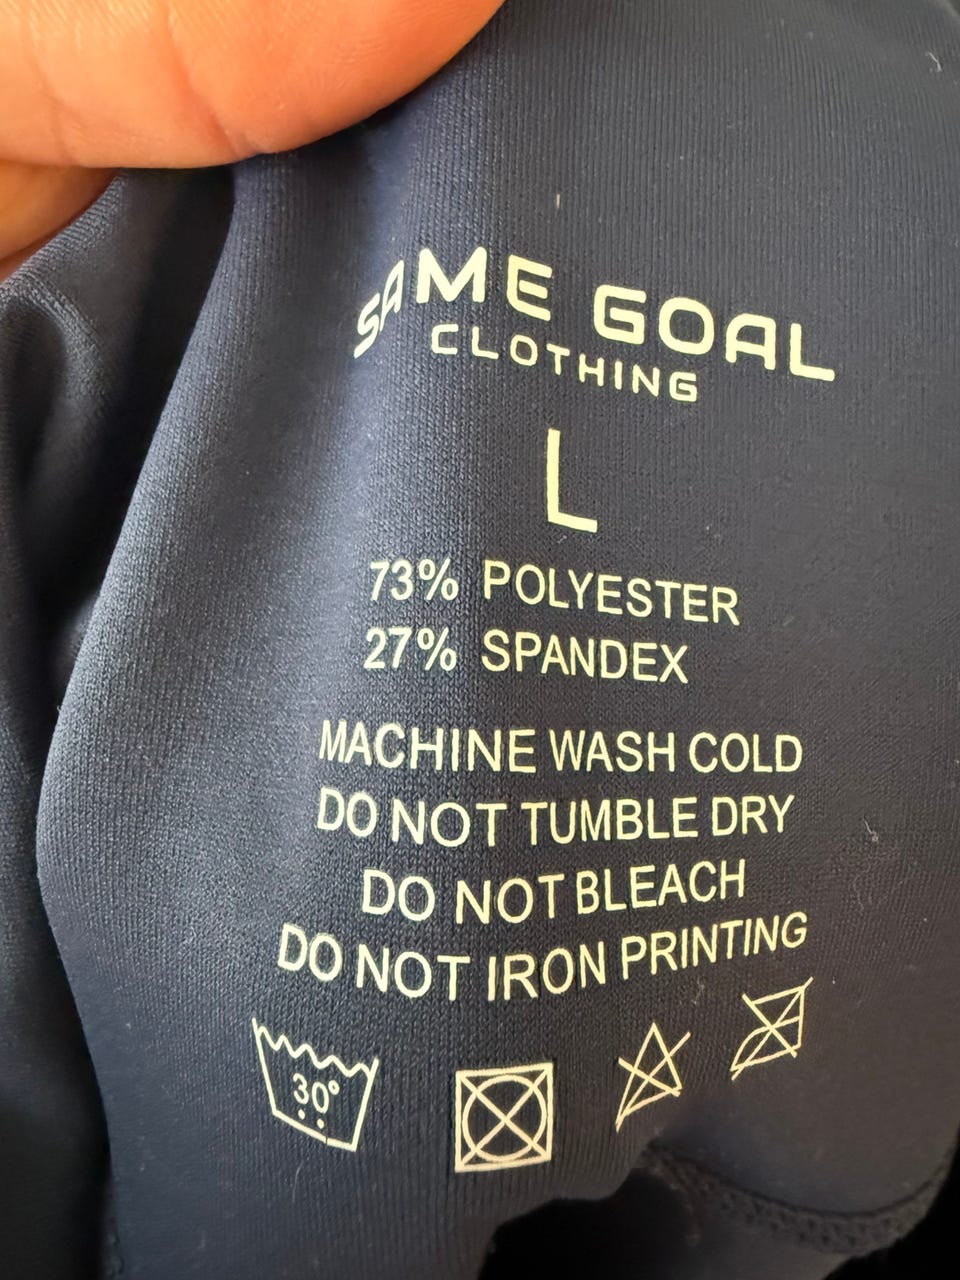 SAME GOAL
CLOTHING
L
73% POLYESTER
27% SPANDEX
MACHINE WASH COLD
DO NOT TUMBLE DRY
DO NOT BLEACH
DO NOT IRON PRINTING
30°